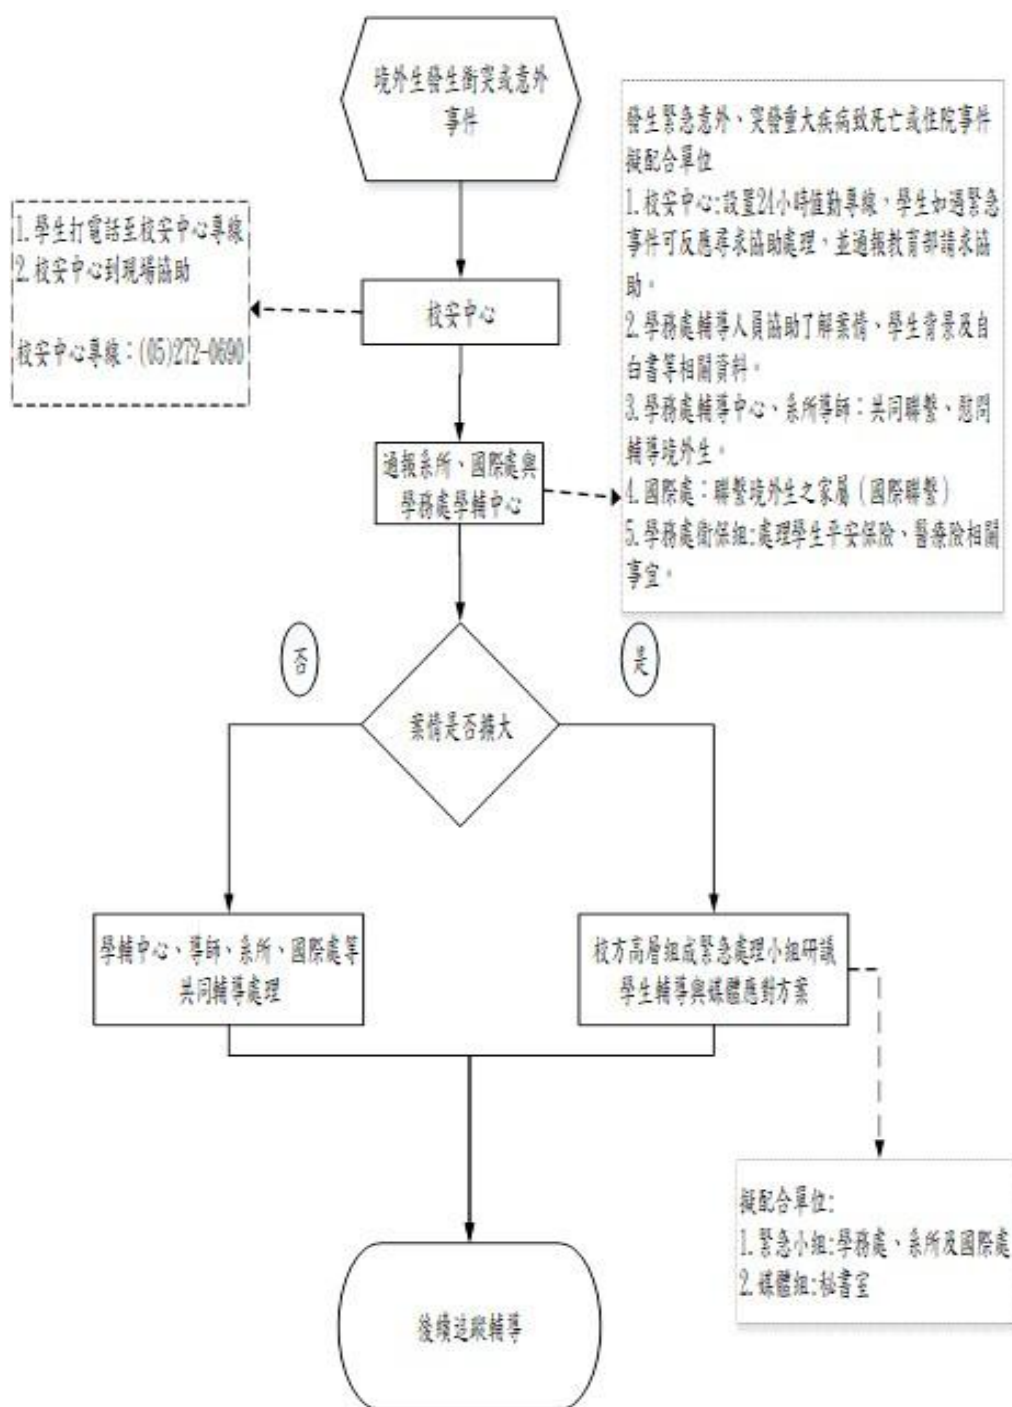 境外生發生衝突或意外
事件
發生緊急意外、突發重大疾病致死亡或住院事件
擬配合單位
1.校安中心:設置24小時值勤專線，學生如過緊急
事件可反應尋求協助處理，並通報教育部請求協
助。
2.學務處輔導人員協助了解案情、學生背景及自
白書等相關資料。
3.學務處輔導中心、系所導師：共同聯繫、慰問
輔導境外生。
4.國際處：聯繫境外生之家屬（國際聯繫）
5.學務處衛保組:處理學生平安保險、醫療險相關
事宜。
1.學生打電話至校安中心專線
2.校安中心到現場協助
校安中心專線：(05)272-0690
校安中心
通報系所、國際處與
學務處學輔中心
否
是
案情是否擴大
學輔中心、導師、系所、國際處等
共同輔導處理
校方高層組成緊急處理小組研議
學生輔導與媒體應對方案
擬配合單位:
1.緊急小組:學務處、系所及國際處
2.媒體組:秘書室
後續追蹤輔導